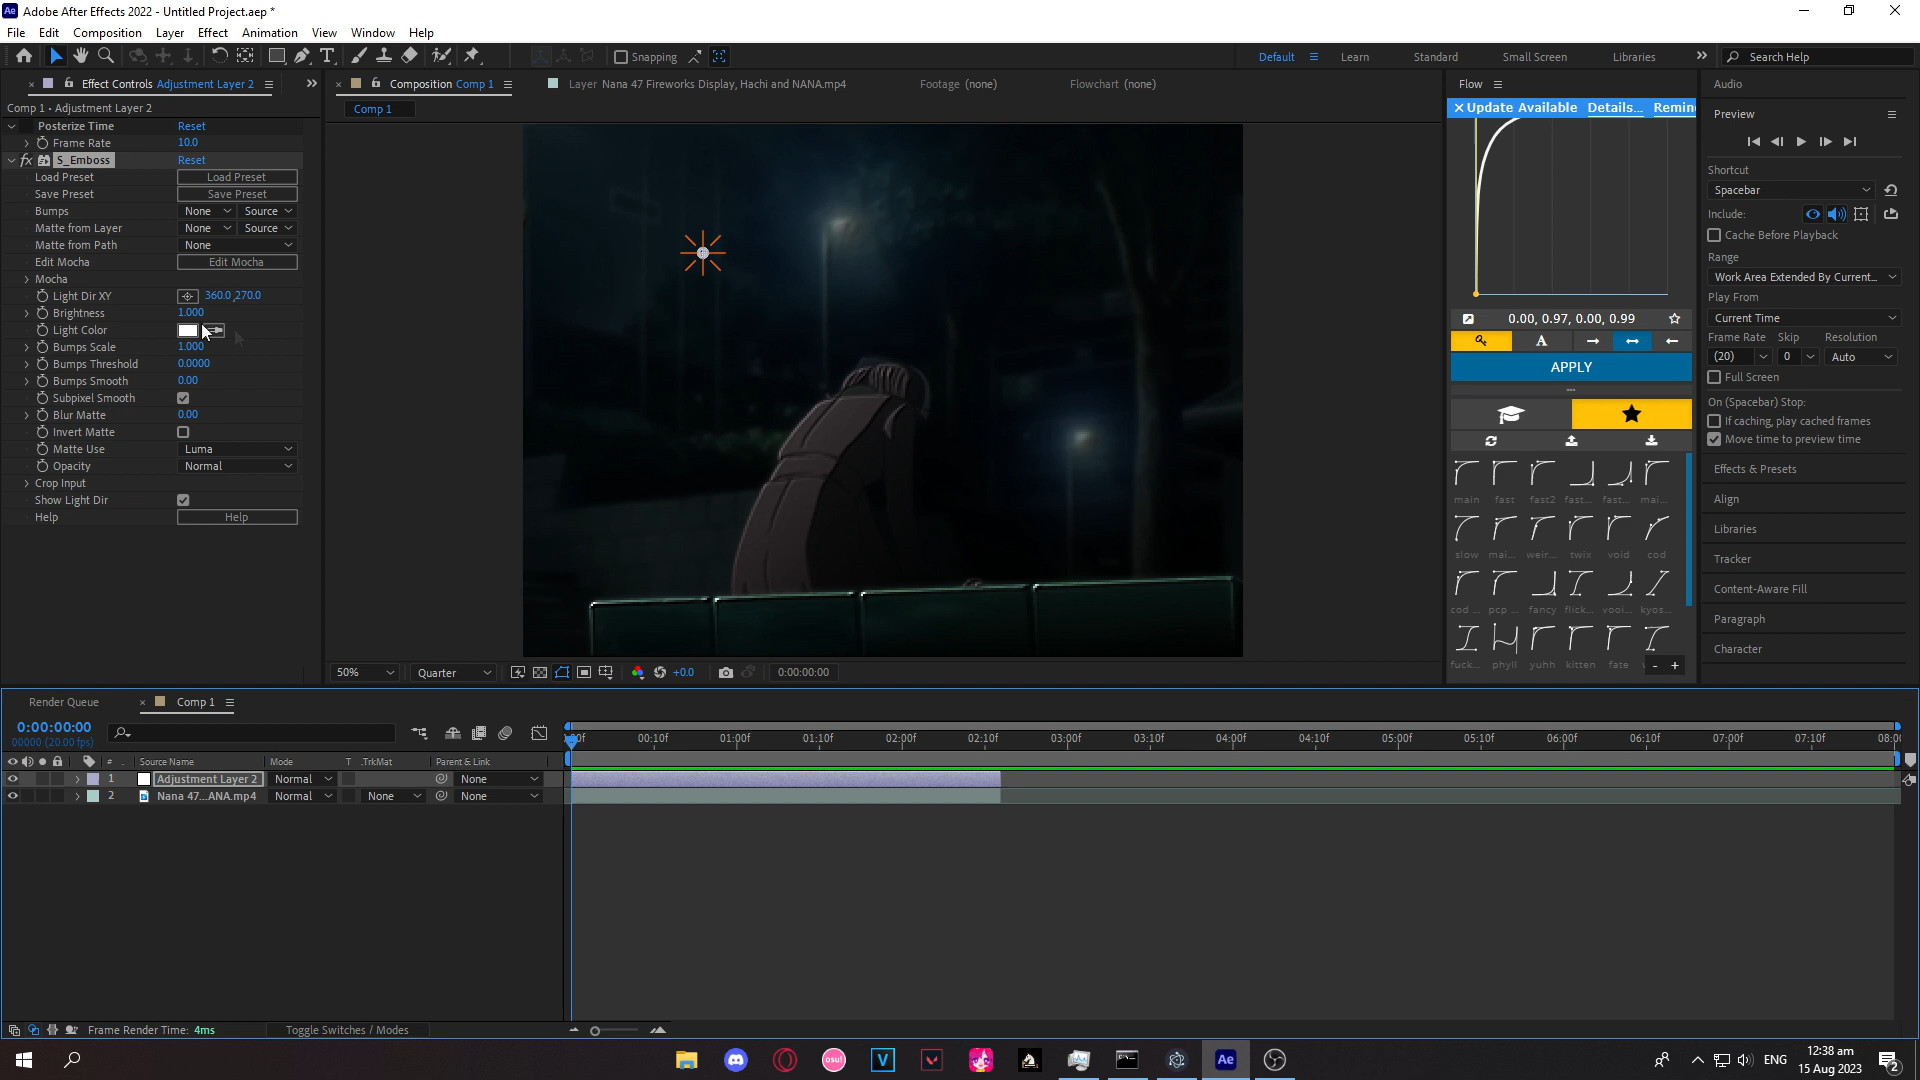 Adobe After Effects 2022 - Untitled Project.aep *
File Edit Composition Layer Effect Animation View Window Help
Snapping Default Learn Standard Small Screen Libraries Search Help
Effect Controls Adjustment Layer 2
Composition Comp 1
Layer Nana 47 Fireworks Display, Hachi and NANA.mp4
Footage (none)
Flowchart (none)
Flow
Audio
Comp 1 • Adjustment Layer 2
Comp 1
Update Available Details... Remin
Preview
Posterize Time Reset
Frame Rate 10.0
fx S_Emboss Reset
Load Preset Load Preset
Save Preset Save Preset
Bumps None Source
Matte from Layer None Source
Matte from Path None
Edit Mocha Edit Mocha
Mocha
Light Dir XY 360.0,270.0
Brightness 1.000
Light Color
Bumps Scale 1.000
Bumps Threshold 0.0000
Bumps Smooth 0.00
Subpixel Smooth
Blur Matte 0.00
Invert Matte
Matte Use Luma
Opacity Normal
Crop Input
Show Light Dir
Help Help
50% Quarter +0.0 0:00:00:00
0.00, 0.97, 0.00, 0.99
A
APPLY
main fast fast2 fast... fast... mai...
slow mai... weir... twix void cod
cod ... pcp ... fancy flick... vooi... kyos...
fuck... phyll yuhh kitten fate
- +
Shortcut
Spacebar
Include:
Cache Before Playback
Range
Work Area Extended By Current...
Play From
Current Time
Frame Rate Skip Resolution
(20) 0 Auto
Full Screen
On (Spacebar) Stop:
If caching, play cached frames
Move time to preview time
Effects & Presets
Align
Libraries
Tracker
Content-Aware Fill
Paragraph
Character
Render Queue Comp 1
0:00:00:00
00000 (20.00 fps)
00:10f 01:00f 01:10f 02:00f 02:10f 03:00f 03:10f 04:00f 04:10f 05:00f 05:10f 06:00f 06:10f 07:00f 07:10f 08:0
# Source Name Mode T .TrkMat Parent & Link
1 Adjustment Layer 2 Normal None
2 Nana 47...ANA.mp4 Normal None None
Frame Render Time: 4ms Toggle Switches / Modes
osu!
V
Ae
ENG
12:38 am
15 Aug 2023
2